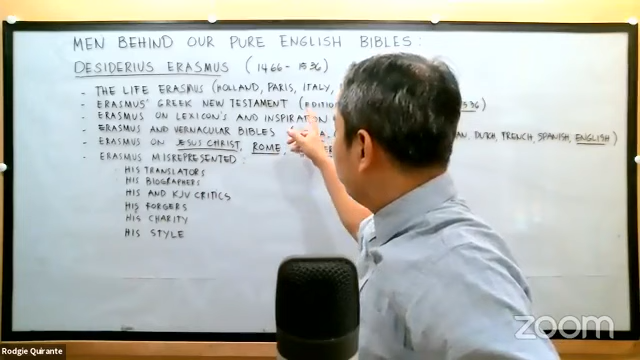 MEN BEHIND OUR PURE ENGLISH BIBLES:
DESIDERIUS ERASMUS (1466-1536)
- THE LIFE ERASMUS (HOLLAND, PARIS, ITALY,
- ERASMUS' GREEK NEW TESTAMENT (EDITIO 36)
- ERASMUS ON LEXICON'S AND INSPIRATION
- ERASMUS AND VERNACULAR BIBLES DUTCH, FRENCH, SPANISH, ENGLISH)
- ERASMUS ON JESUS CHRIST, ROME,
- ERASMUS MISREPRESENTED:
HIS TRANSLATORS
HIS BIOGRAPHERS
HIS AND KJV CRITICS
HIS FORGERS
HIS CHARITY
HIS STYLE
zoom
Rodgie Quirante